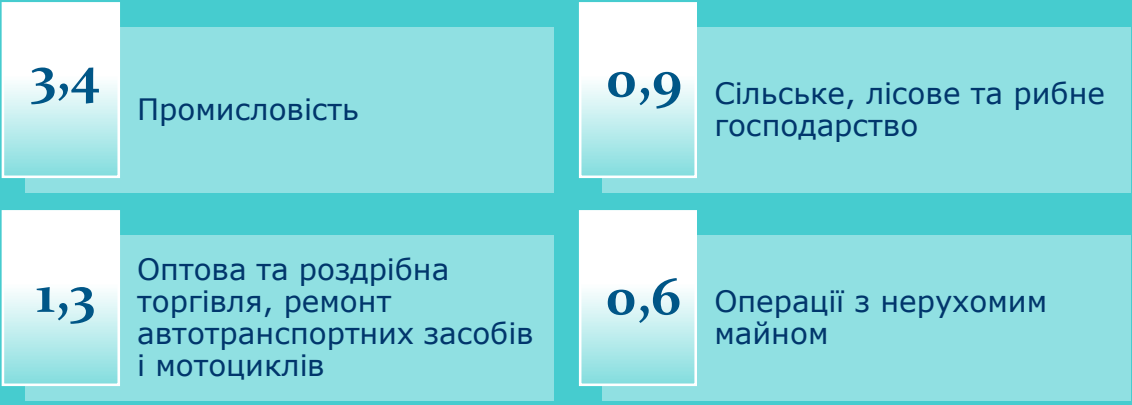 3,4
Промисловість
0,9
Сільське, лісове та рибне
господарство
1,3
Оптова та роздрібна
торгівля, ремонт
автотранспортних засобів
і мотоциклів
0,6
Операції з нерухомим
майном